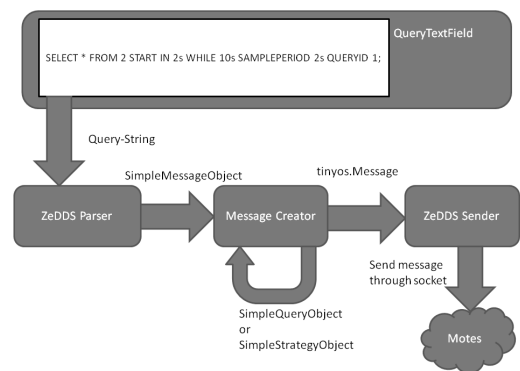 QueryTextField
SELECT * FROM 2 START IN 2s WHILE 10s SAMPLEPERIOD 2s QUERYID 1;
Query-String
SimpleMessageObject
tinyos.Message
ZeDDS Parser
Message Creator
ZeDDS Sender
Send message
through socket
SimpleQueryObject
or
SimpleStrategyObject
Motes